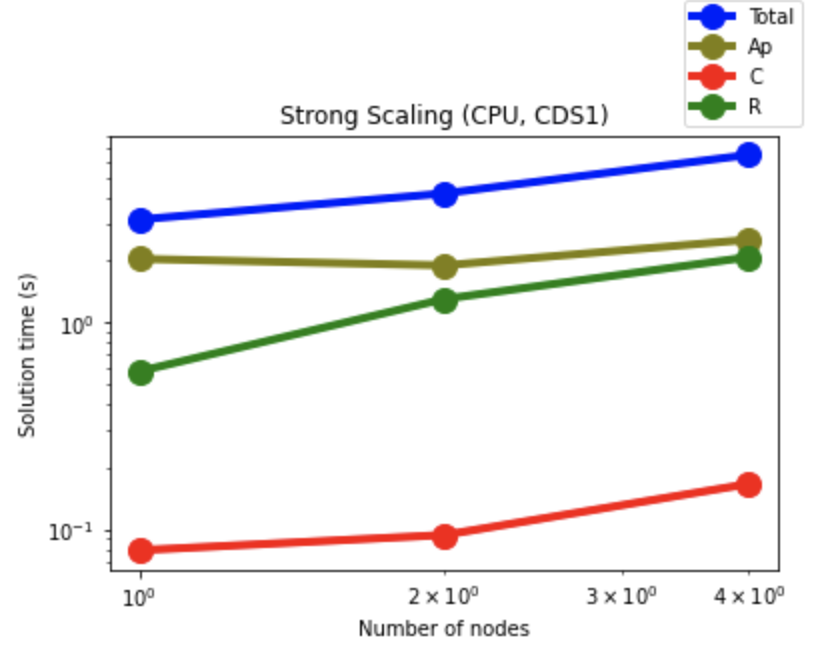 Total
Ap
C
R
Strong Scaling (CPU, CDS1)
Solution time (s)
10⁰
10⁻¹
10⁰
2 × 10⁰
3 × 10⁰
4 × 10⁰
Number of nodes